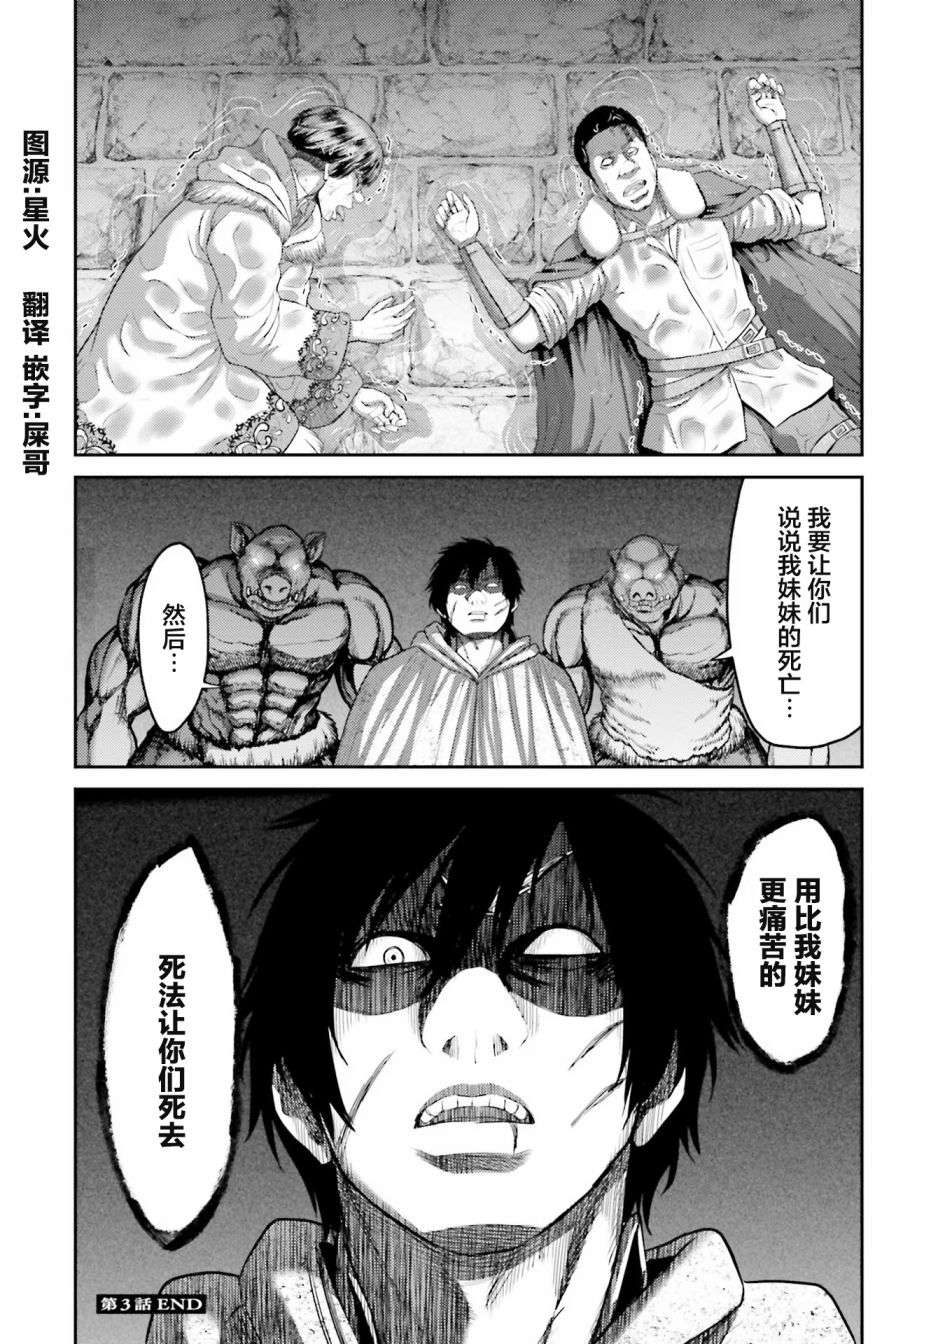 图源:星火
翻译 嵌字:屎哥
我要让你们
说说我妹妹的死亡…
然后…
用比我妹妹
更痛苦的
死法让你们死去
第3話 END